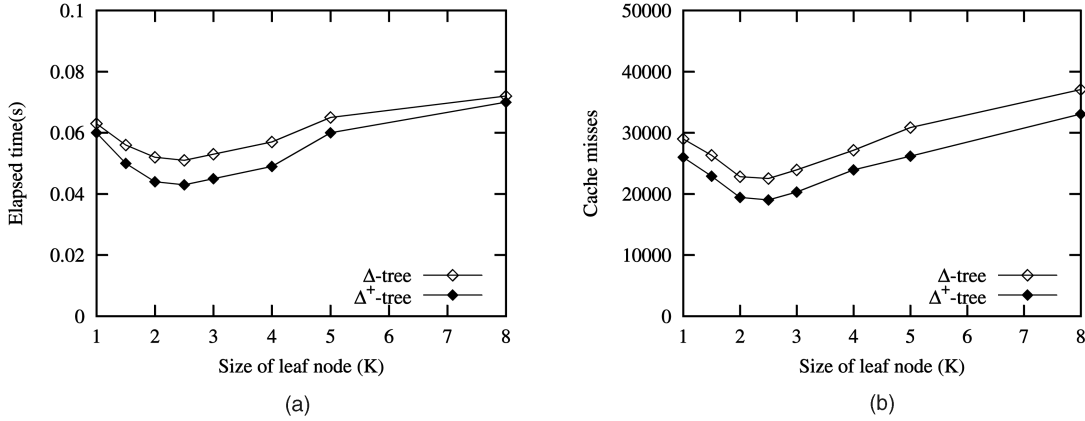 0.1
0.08
0.06
0.04
0.02
0
Elapsed time(s)
Δ-tree
Δ⁺-tree
1 2 3 4 5 6 7 8
Size of leaf node (K)
(a)
50000
40000
30000
20000
10000
0
Cache misses
Δ-tree
Δ⁺-tree
1 2 3 4 5 6 7 8
Size of leaf node (K)
(b)